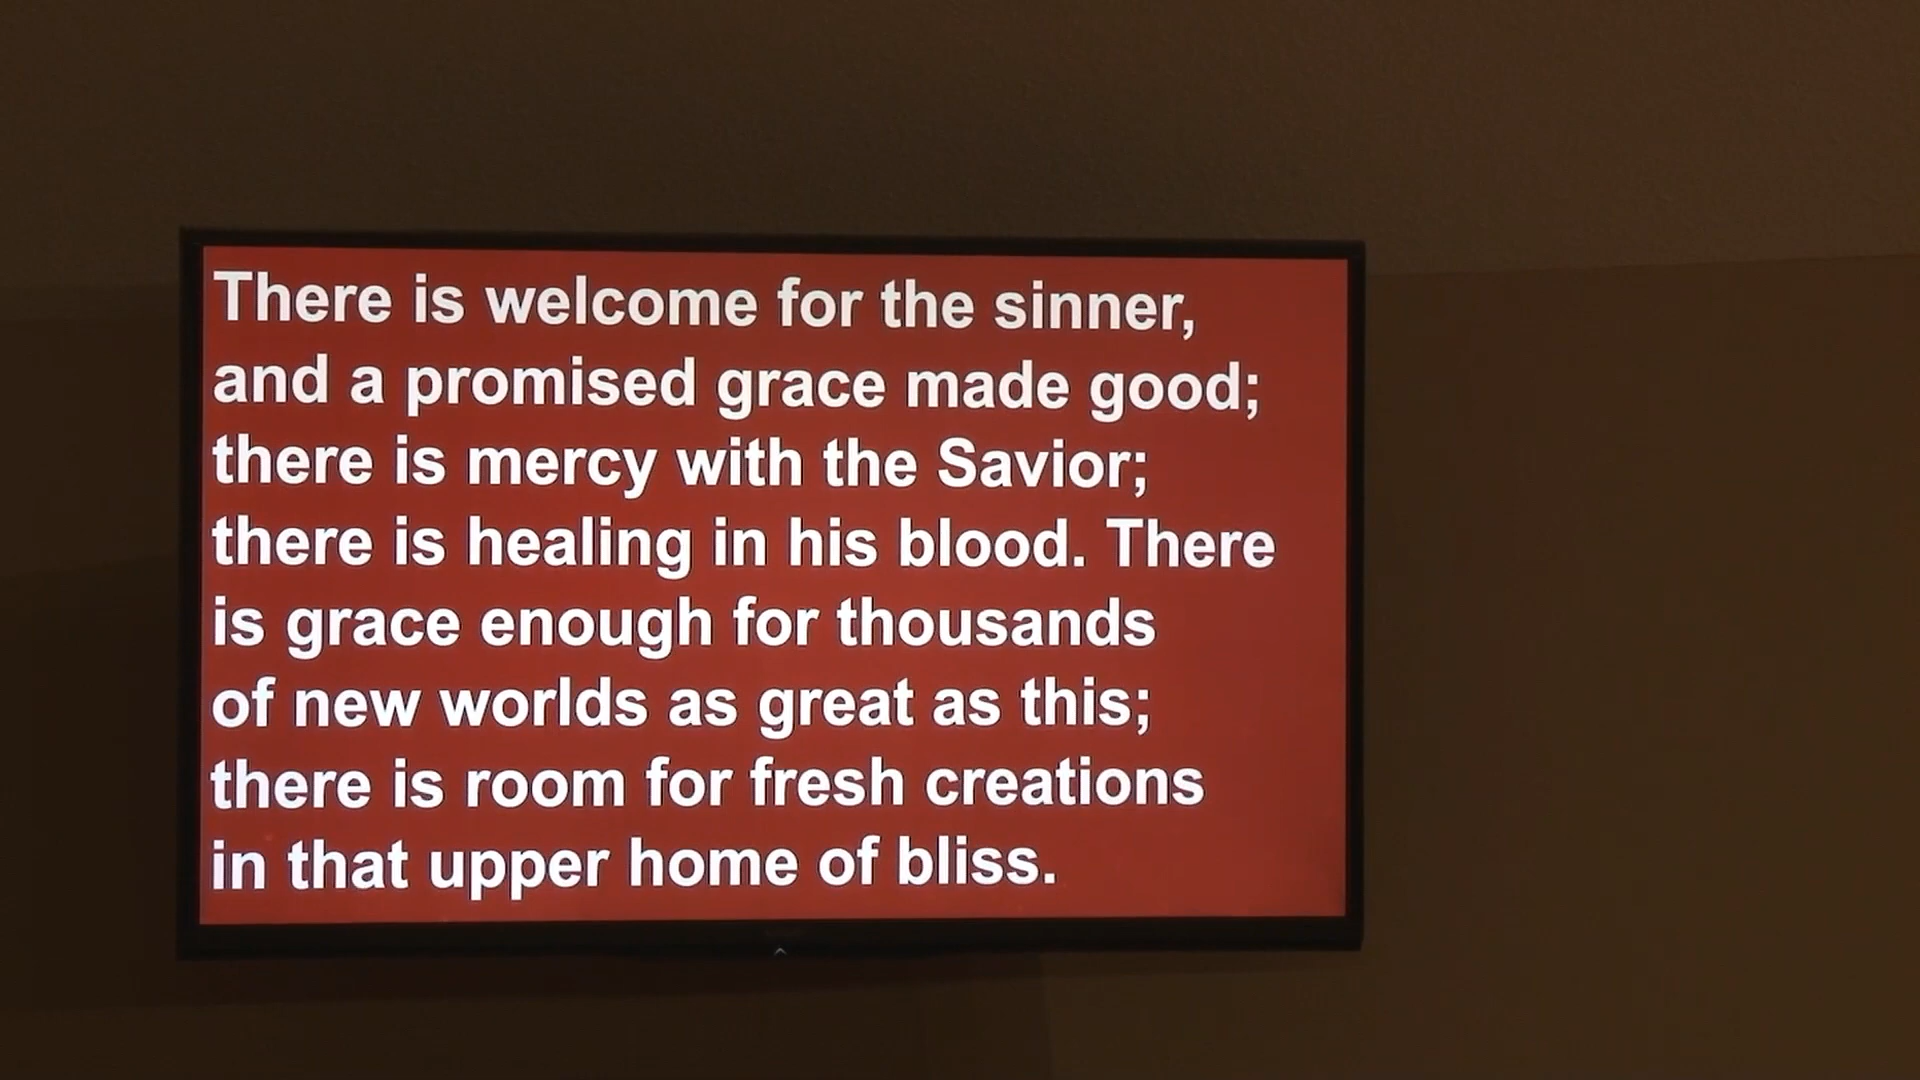 There is welcome for the sinner,
and a promised grace made good;
there is mercy with the Savior;
there is healing in his blood. There
is grace enough for thousands
of new worlds as great as this;
there is room for fresh creations
in that upper home of bliss.